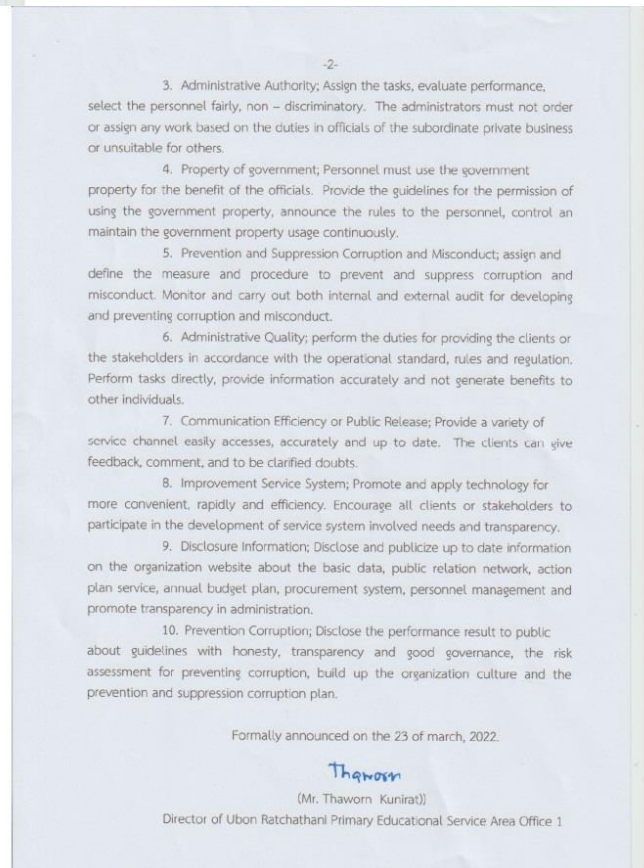 -2-
3. Administrative Authority; Assign the tasks, evaluate performance,
select the personnel fairly, non – discriminatory. The administrators must not order
or assign any work based on the duties in officials of the subordinate private business
or unsuitable for others.
4. Property of government; Personnel must use the government
property for the benefit of the officials. Provide the guidelines for the permission of
using the government property, announce the rules to the personnel, control an
maintain the government property usage continuously.
5. Prevention and Suppression Corruption and Misconduct; assign and
define the measure and procedure to prevent and suppress corruption and
misconduct. Monitor and carry out both internal and external audit for developing
and preventing corruption and misconduct.
6. Administrative Quality; perform the duties for providing the clients or
the stakeholders in accordance with the operational standard, rules and regulation.
Perform tasks directly, provide information accurately and not generate benefits to
other individuals.
7. Communication Efficiency or Public Release; Provide a variety of
service channel easily accesses, accurately and up to date. The clients can give
feedback, comment, and to be clarified doubts.
8. Improvement Service System; Promote and apply technology for
more convenient, rapidly and efficiency. Encourage all clients or stakeholders to
participate in the development of service system involved needs and transparency.
9. Disclosure Information; Disclose and publicize up to date information
on the organization website about the basic data, public relation network, action
plan service, annual budget plan, procurement system, personnel management and
promote transparency in administration.
10. Prevention Corruption; Disclose the performance result to public
about guidelines with honesty, transparency and good governance, the risk
assessment for preventing corruption, build up the organization culture and the
prevention and suppression corruption plan.
Formally announced on the 23 of march, 2022.
Thaworn
(Mr. Thaworn Kunirat))
Director of Ubon Ratchathani Primary Educational Service Area Office 1